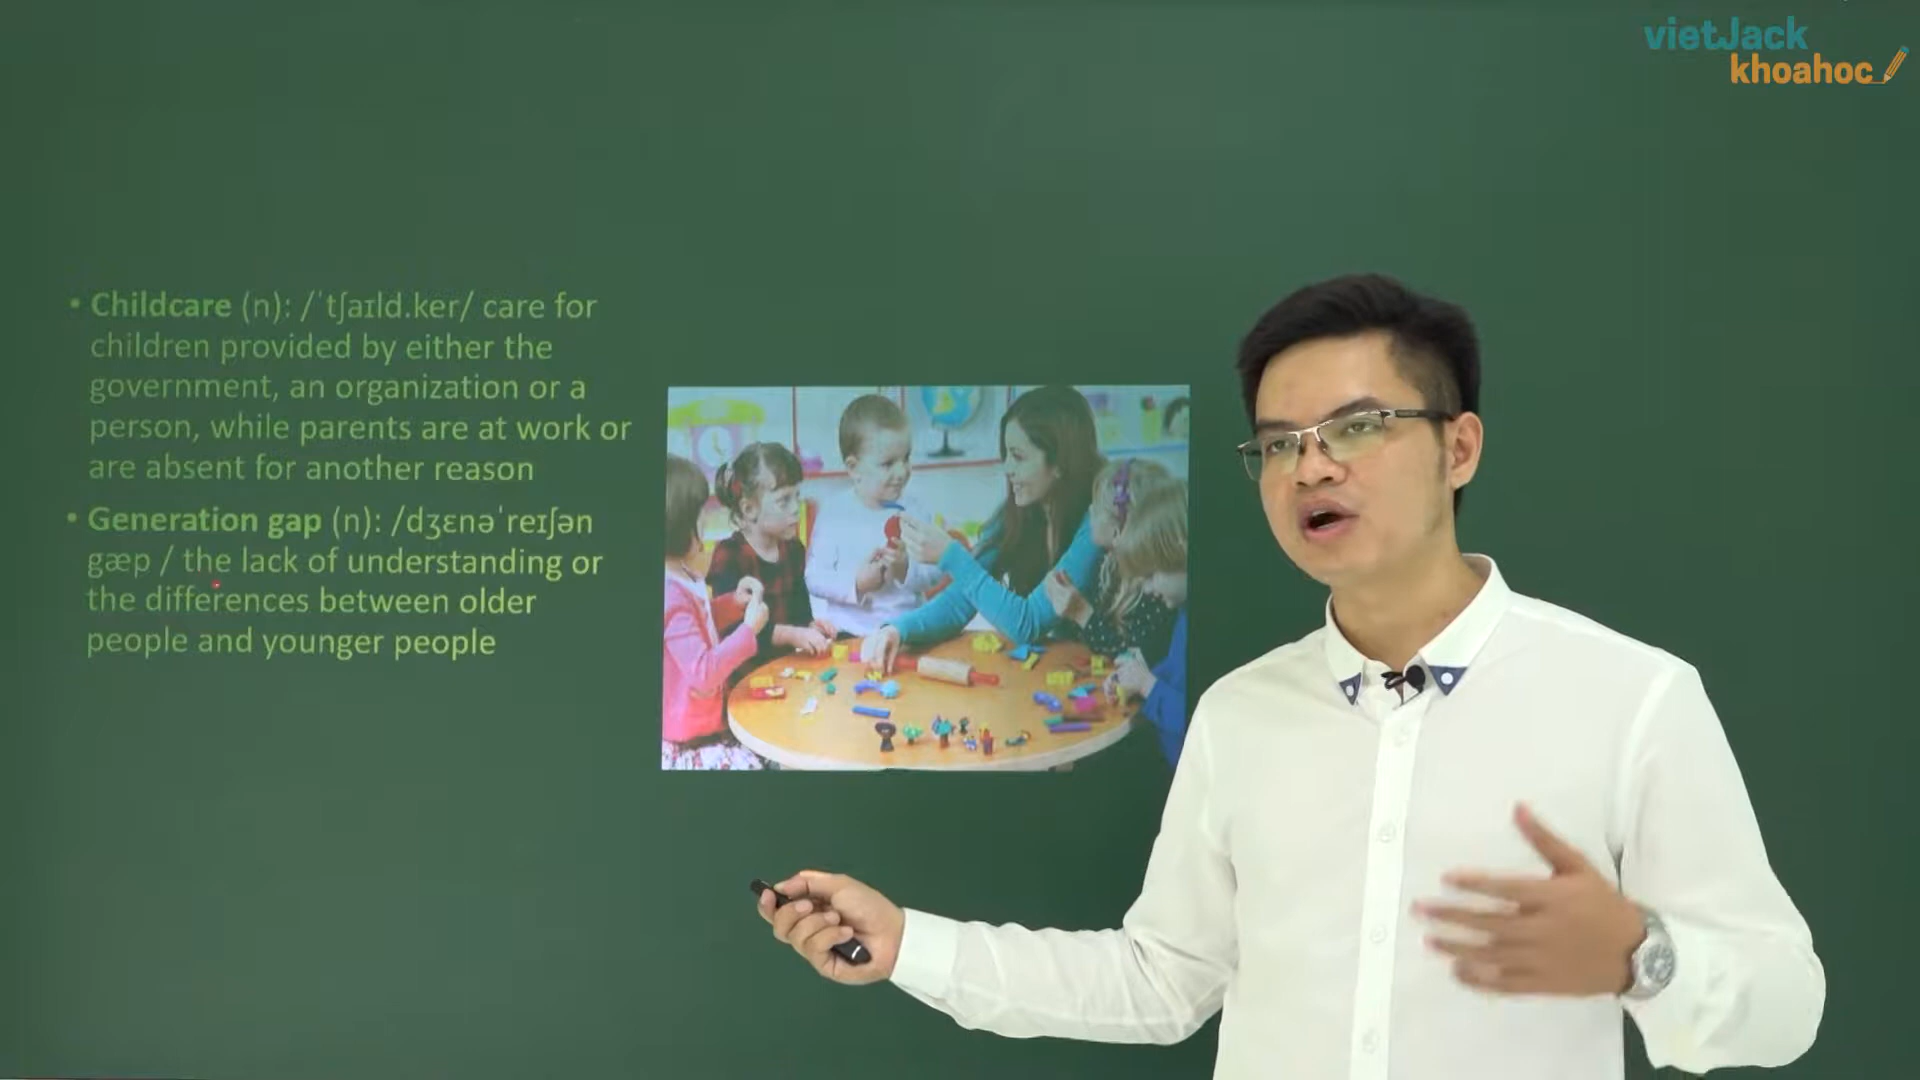 vietJack
khoahoc
• Childcare (n): /ˈtʃaɪld.ker/ care for
children provided by either the
government, an organization or a
person, while parents are at work or
are absent for another reason
• Generation gap (n): /dʒɛnəˈreɪʃən
gæp / the lack of understanding or
the differences between older
people and younger people